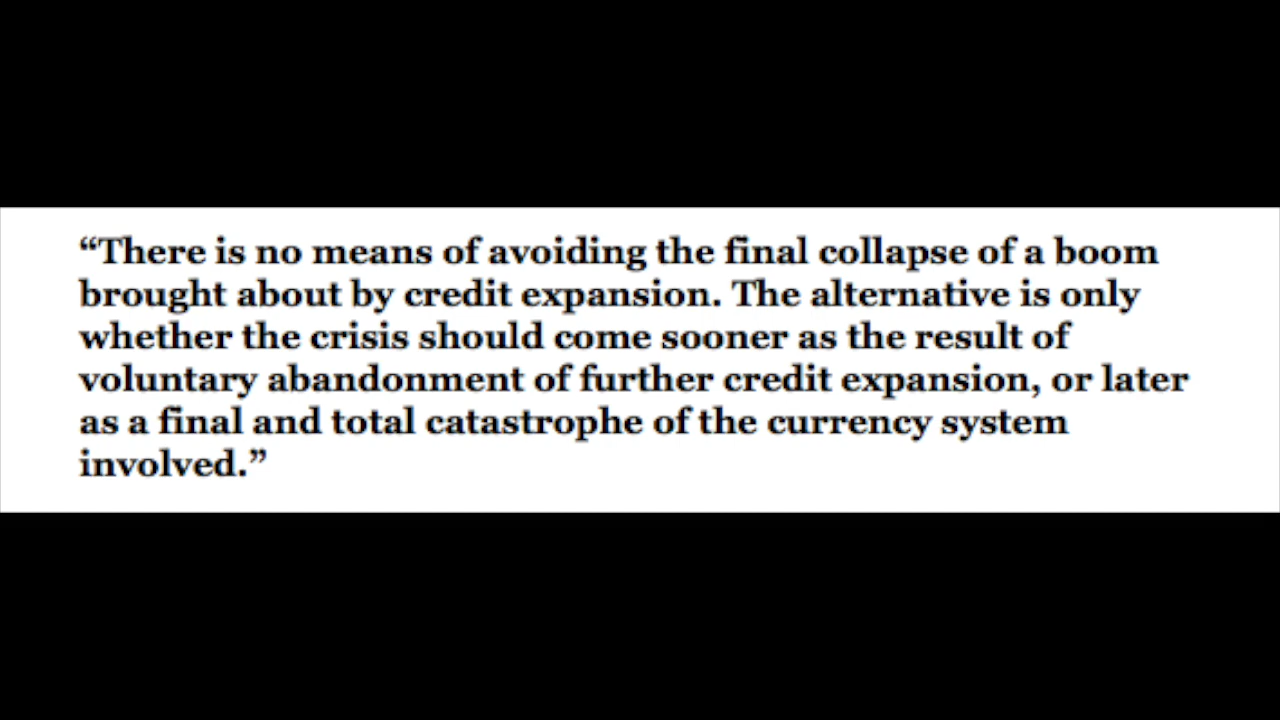 “There is no means of avoiding the final collapse of a boom
brought about by credit expansion. The alternative is only
whether the crisis should come sooner as the result of
voluntary abandonment of further credit expansion, or later
as a final and total catastrophe of the currency system
involved.”